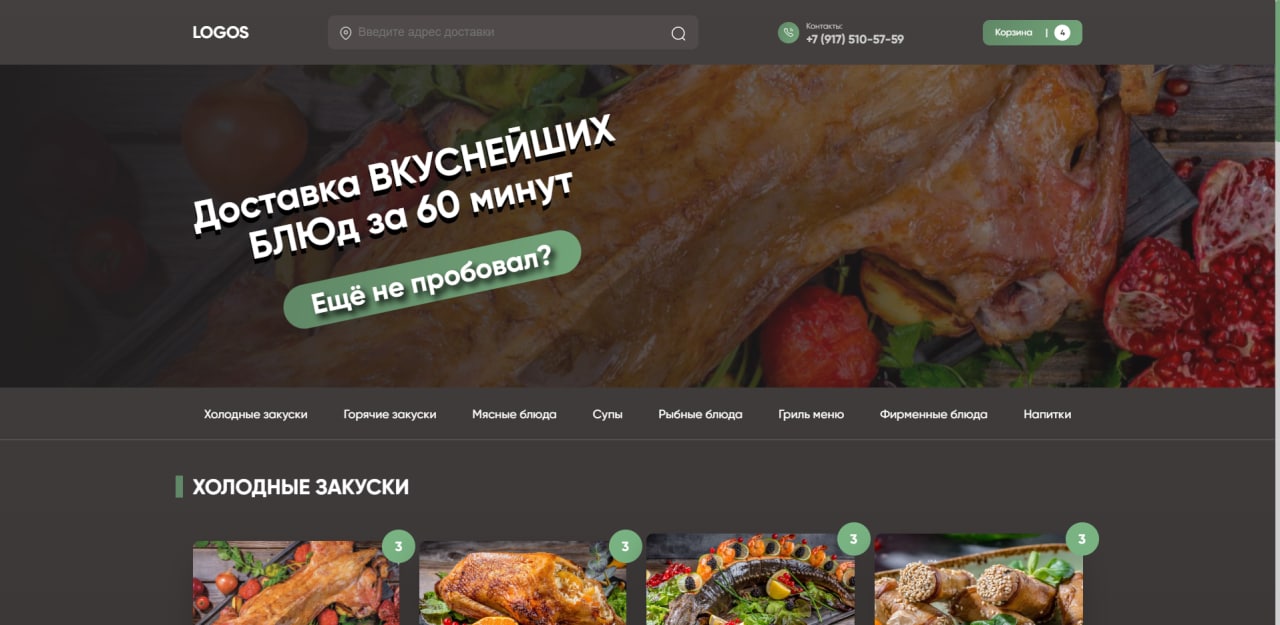 LOGOS
Введите адрес доставки
Контакты:
+7 (917) 510-57-59
Корзина | 4
Доставка ВКУСНЕЙШИХ
БЛЮд за 60 минут
Ещё не пробовал?
Холодные закуски Горячие закуски Мясные блюда Супы Рыбные блюда Гриль меню Фирменные блюда Напитки
ХОЛОДНЫЕ ЗАКУСКИ
3 3 3 3